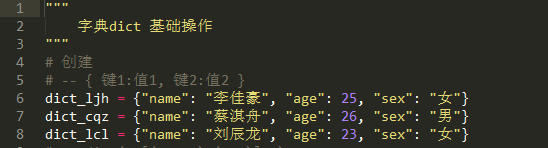 1 """
2 字典dict 基础操作
3 """
4 # 创建
5 # -- { 键1:值1, 键2:值2 }
6 dict_ljh = {"name": "李佳豪", "age": 25, "sex": "女"}
7 dict_cqz = {"name": "蔡淇舟", "age": 26, "sex": "男"}
8 dict_lcl = {"name": "刘辰龙", "age": 23, "sex": "女"}